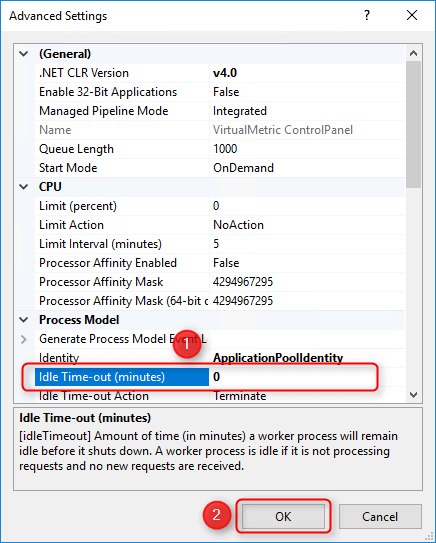 Advanced Settings ? ×
(General)
.NET CLR Version v4.0
Enable 32-Bit Applications False
Managed Pipeline Mode Integrated
Name VirtualMetric ControlPanel
Queue Length 1000
Start Mode OnDemand
CPU
Limit (percent) 0
Limit Action NoAction
Limit Interval (minutes) 5
Processor Affinity Enabled False
Processor Affinity Mask 4294967295
Processor Affinity Mask (64-bit o 4294967295
Process Model
1
Generate Process Model Event L
Identity ApplicationPoolIdentity
Idle Time-out (minutes) 0
Idle Time-out Action Terminate
Idle Time-out (minutes)
[idleTimeout] Amount of time (in minutes) a worker process will remain
idle before it shuts down. A worker process is idle if it is not processing
requests and no new requests are received.
2 OK Cancel